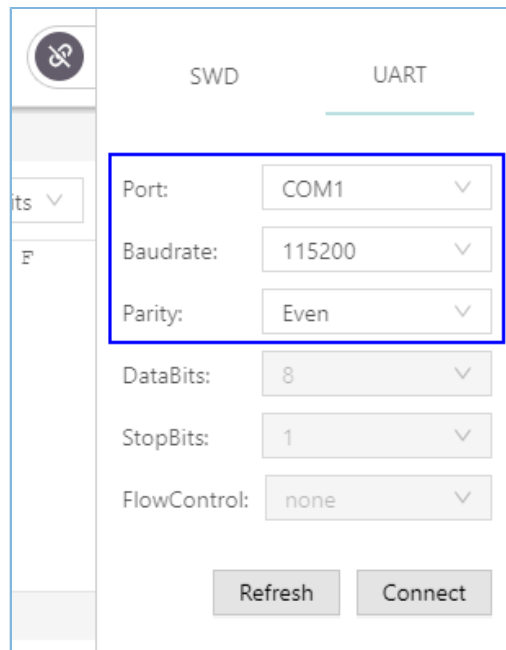 SWD UART
Port: COM1
its
Baudrate: 115200
F
Parity: Even
DataBits: 8
StopBits: 1
FlowControl: none
Refresh Connect